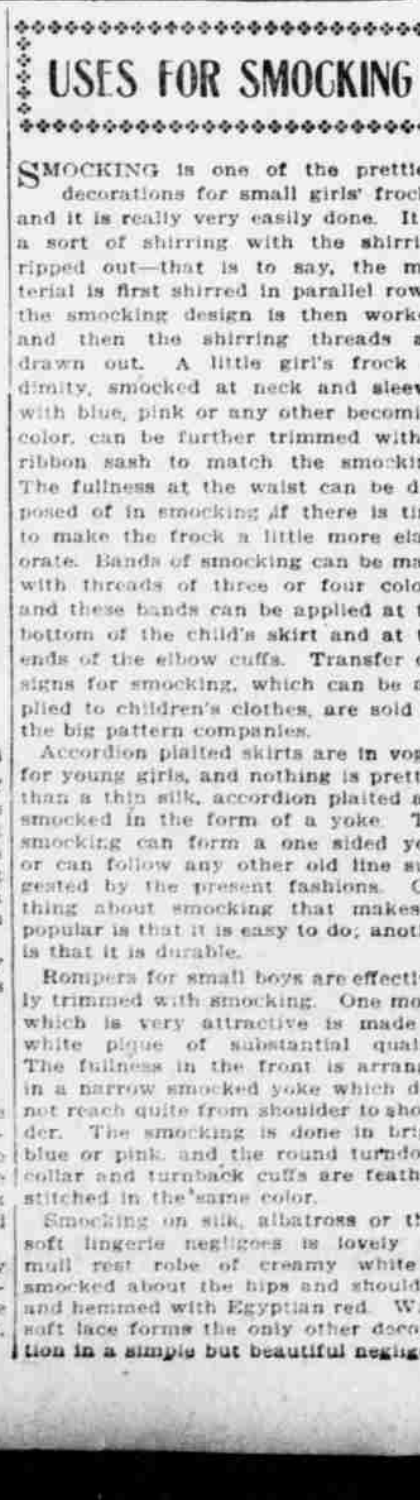 USES FOR SMOCKING
SMOCKING is one of the prettie
decorations for small girls' froc
and it is really very easily done. It
a sort of shirring with the shirri
ripped out—that is to say, the m
terial is first shirred in parallel row
the smocking design is then work
and then the shirring threads a
drawn out. A little girl's frock
dimity, smocked at neck and sleev
with blue, pink or any other becomi
color, can be further trimmed with
ribbon sash to match the smockin
The fullness at the waist can be d
posed of in smocking if there is ti
to make the frock a little more ela
orate. Bands of smocking can be ma
with threads of three or four colo
and these bands can be applied at t
bottom of the child's skirt and at t
ends of the elbow cuffs. Transfer d
signs for smocking, which can be a
plied to children's clothes, are sold
the big pattern companies.
Accordion plaited skirts are in vog
for young girls, and nothing is prett
than a thin silk, accordion plaited a
smocked in the form of a yoke. T
smocking can form a one sided yo
or can follow any other old line su
gested by the present fashions. O
thing about smocking that makes
popular is that it is easy to do; anot
is that it is durable.
Rompers for small boys are effecti
ly trimmed with smocking. One mo
which is very attractive is made
white pique of substantial qual
The fullness in the front is arran
in a narrow smocked yoke which d
not reach quite from shoulder to sho
der. The smocking is done in bri
blue or pink, and the round turndo
collar and turnback cuffs are feath
stitched in the same color.
Smocking on silk, albatross or th
soft lingerie negligees is lovely
mull rest robe of creamy white
smocked about the hips and should
and hemmed with Egyptian red. W
soft lace forms the only other deco
tion in a simple but beautiful neglig